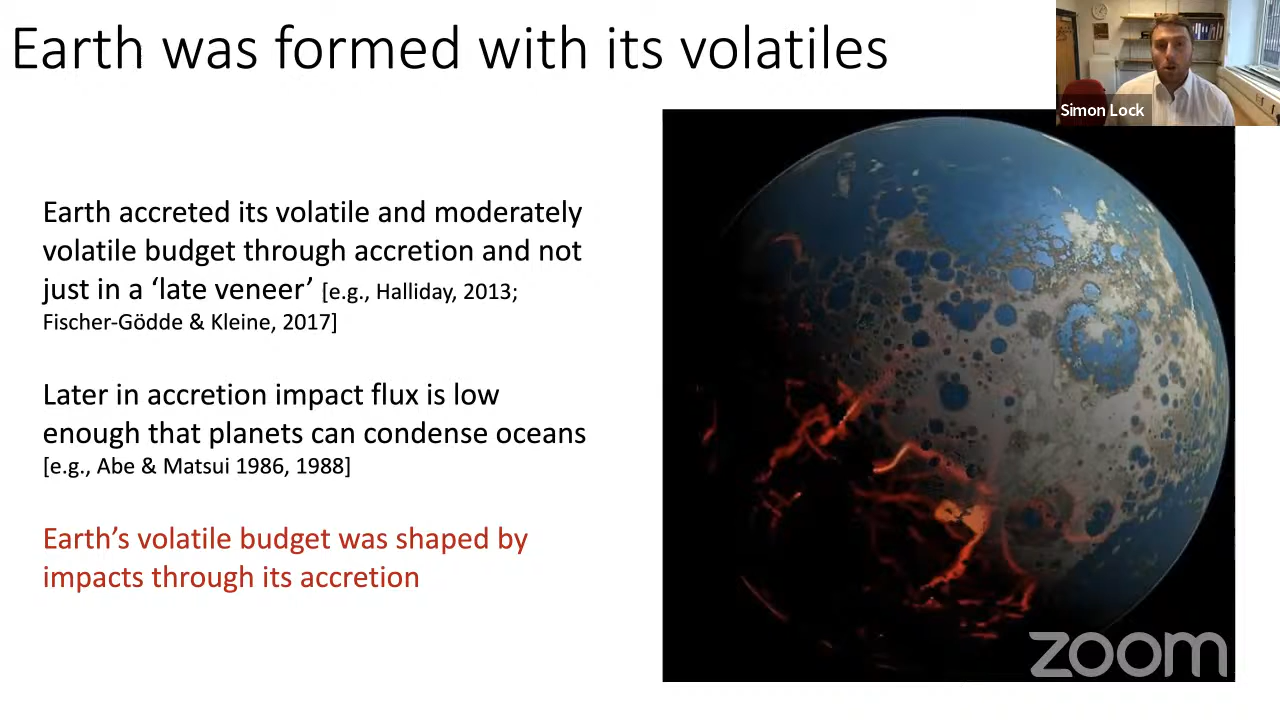 Earth was formed with its volatiles
Simon Lock
Earth accreted its volatile and moderately
volatile budget through accretion and not
just in a ‘late veneer’ [e.g., Halliday, 2013;
Fischer-Gödde & Kleine, 2017]
Later in accretion impact flux is low
enough that planets can condense oceans
[e.g., Abe & Matsui 1986, 1988]
Earth’s volatile budget was shaped by
impacts through its accretion
zoom